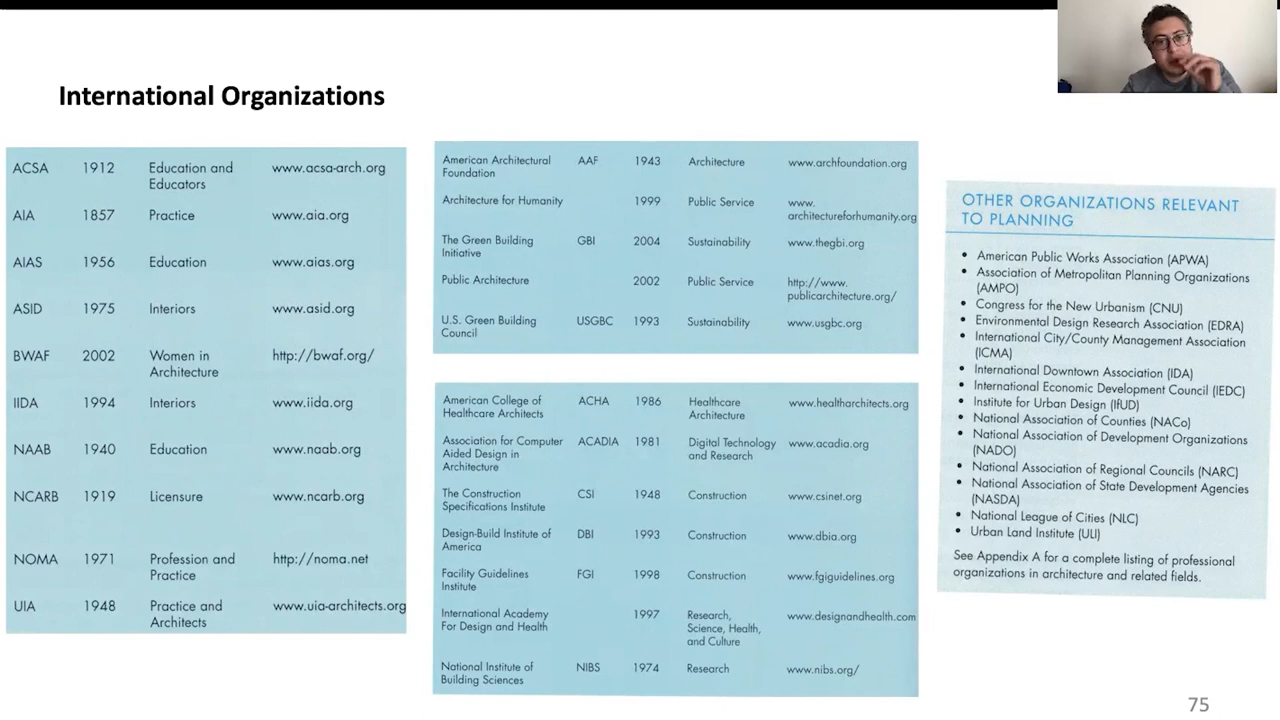 International Organizations
ACSA 1912 Education and www.acsa-arch.org
Educators
AIA 1857 Practice www.aia.org
AIAS 1956 Education www.aias.org
ASID 1975 Interiors www.asid.org
BWAF 2002 Women in http://bwaf.org/
Architecture
IIDA 1994 Interiors www.iida.org
NAAB 1940 Education www.naab.org
NCARB 1919 Licensure www.ncarb.org
NOMA 1971 Profession and http://noma.net
Practice
UIA 1948 Practice and www.uia-architects.org
Architects
American Architectural AAF 1943 Architecture www.archfoundation.org
Foundation
Architecture for Humanity 1999 Public Service www.
architectureforhumanity.org
The Green Building GBI 2004 Sustainability www.thegbi.org
Initiative
Public Architecture 2002 Public Service http://www.
publicarchitecture.org/
U.S. Green Building USGBC 1993 Sustainability www.usgbc.org
Council
American College of ACHA 1986 Healthcare www.healtharchitects.org
Healthcare Architects Architecture
Association for Computer ACADIA 1981 Digital Technology www.acadia.org
Aided Design in and Research
Architecture
The Construction CSI 1948 Construction www.csinet.org
Specifications Institute
Design-Build Institute of DBI 1993 Construction www.dbia.org
America
Facility Guidelines FGI 1998 Construction www.fgiguidelines.org
Institute
International Academy 1997 Research, www.designandhealth.com
For Design and Health Science, Health,
and Culture
National Institute of NIBS 1974 Research www.nibs.org/
Building Sciences
OTHER ORGANIZATIONS RELEVANT
TO PLANNING
• American Public Works Association (APWA)
• Association of Metropolitan Planning Organizations
(AMPO)
• Congress for the New Urbanism (CNU)
• Environmental Design Research Association (EDRA)
• International City/County Management Association
(ICMA)
• International Downtown Association (IDA)
• International Economic Development Council (IEDC)
• Institute for Urban Design (IfUD)
• National Association of Counties (NACo)
• National Association of Development Organizations
(NADO)
• National Association of Regional Councils (NARC)
• National Association of State Development Agencies
(NASDA)
• National League of Cities (NLC)
• Urban Land Institute (ULI)
See Appendix A for a complete listing of professional
organizations in architecture and related fields.
75